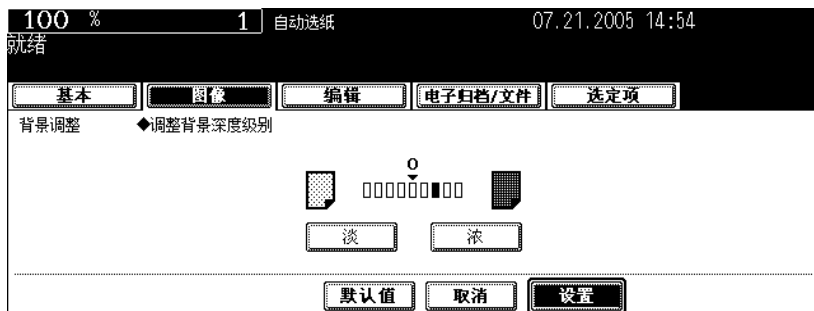 100 % 1 自动选纸 07.21.2005 14:54
就绪
基本 图像 编辑 电子归档/文件 选定项
背景调整 ◆调整背景深度级别
0
淡 浓
默认值 取消 设置